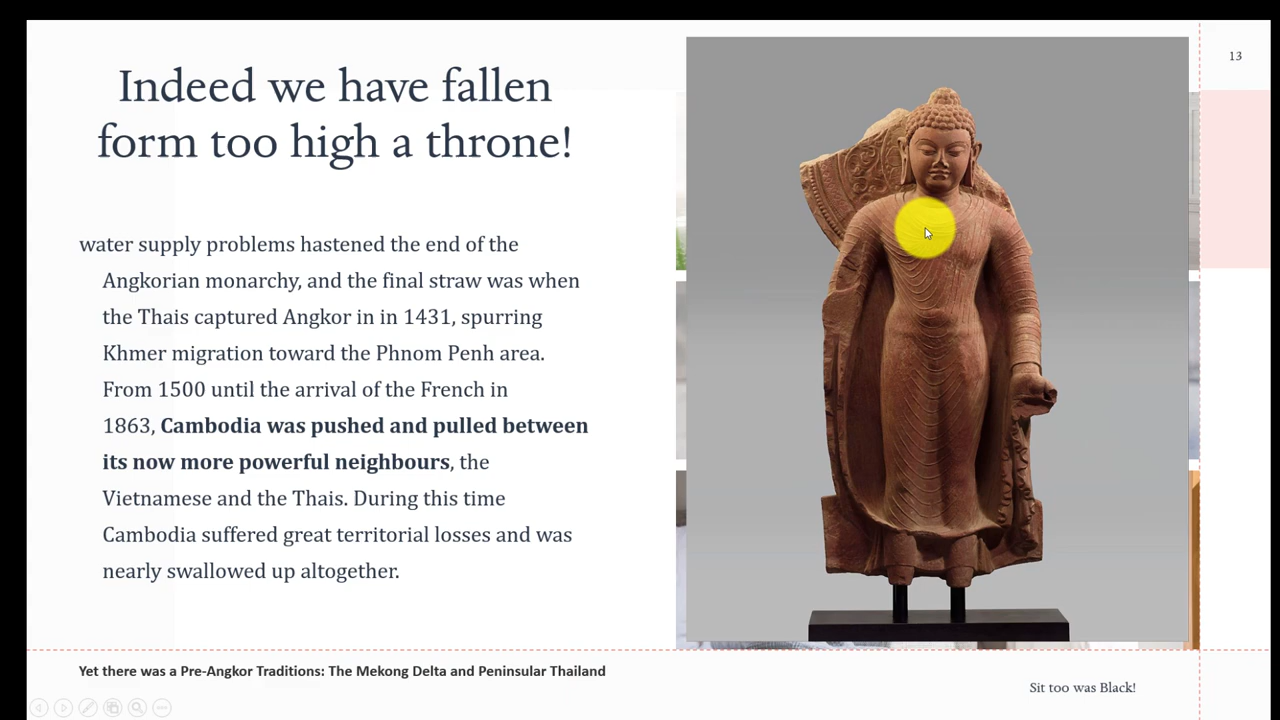 Indeed we have fallen
form too high a throne!
13
water supply problems hastened the end of the
Angkorian monarchy, and the final straw was when
the Thais captured Angkor in in 1431, spurring
Khmer migration toward the Phnom Penh area.
From 1500 until the arrival of the French in
1863, Cambodia was pushed and pulled between
its now more powerful neighbours, the
Vietnamese and the Thais. During this time
Cambodia suffered great territorial losses and was
nearly swallowed up altogether.
Yet there was a Pre-Angkor Traditions: The Mekong Delta and Peninsular Thailand
Sit too was Black!